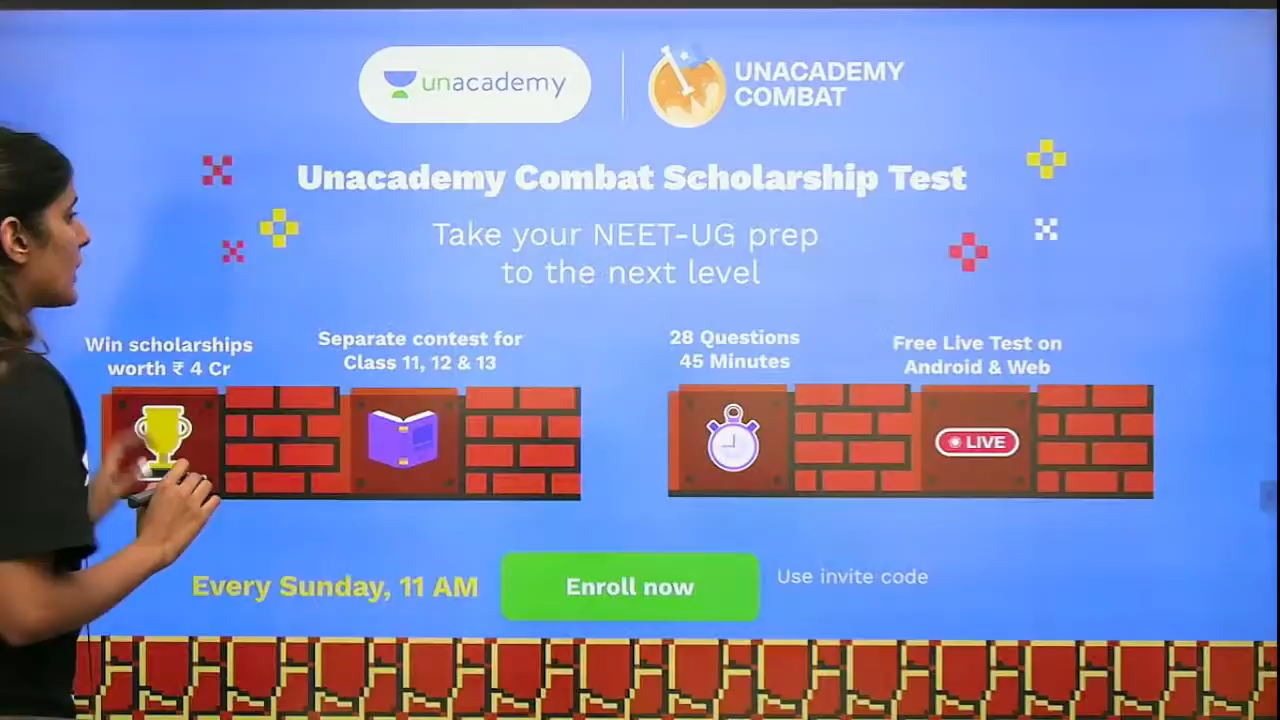 unacademy
UNACADEMY
COMBAT
Unacademy Combat Scholarship Test
Take your NEET-UG prep
to the next level
Win scholarships
worth ₹ 4 Cr
Separate contest for
Class 11, 12 & 13
28 Questions
45 Minutes
Free Live Test on
Android & Web
LIVE
Every Sunday, 11 AM
Enroll now
Use invite code